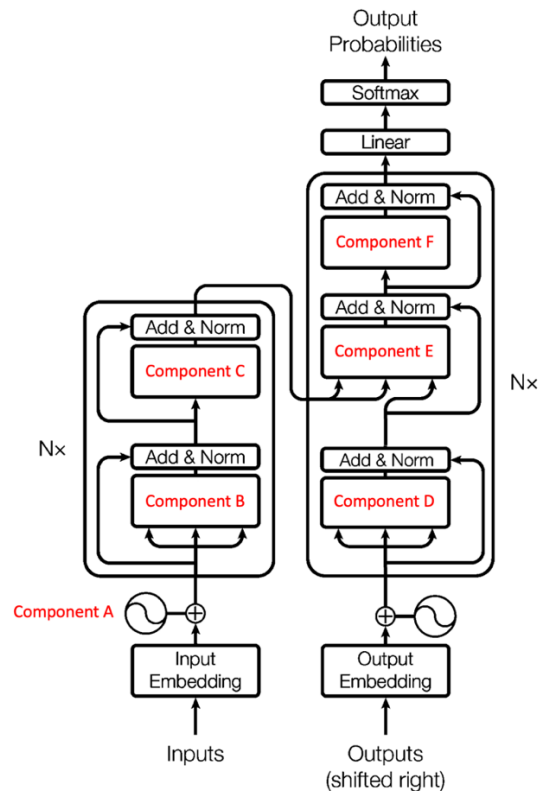 Output
Probabilities
Softmax
Linear
Add & Norm
Component F
Add & Norm
Component E
Add & Norm
Component D
Nx
Add & Norm
Component C
Add & Norm
Component B
Nx
Component A
Input
Embedding
Output
Embedding
Inputs
Outputs
(shifted right)